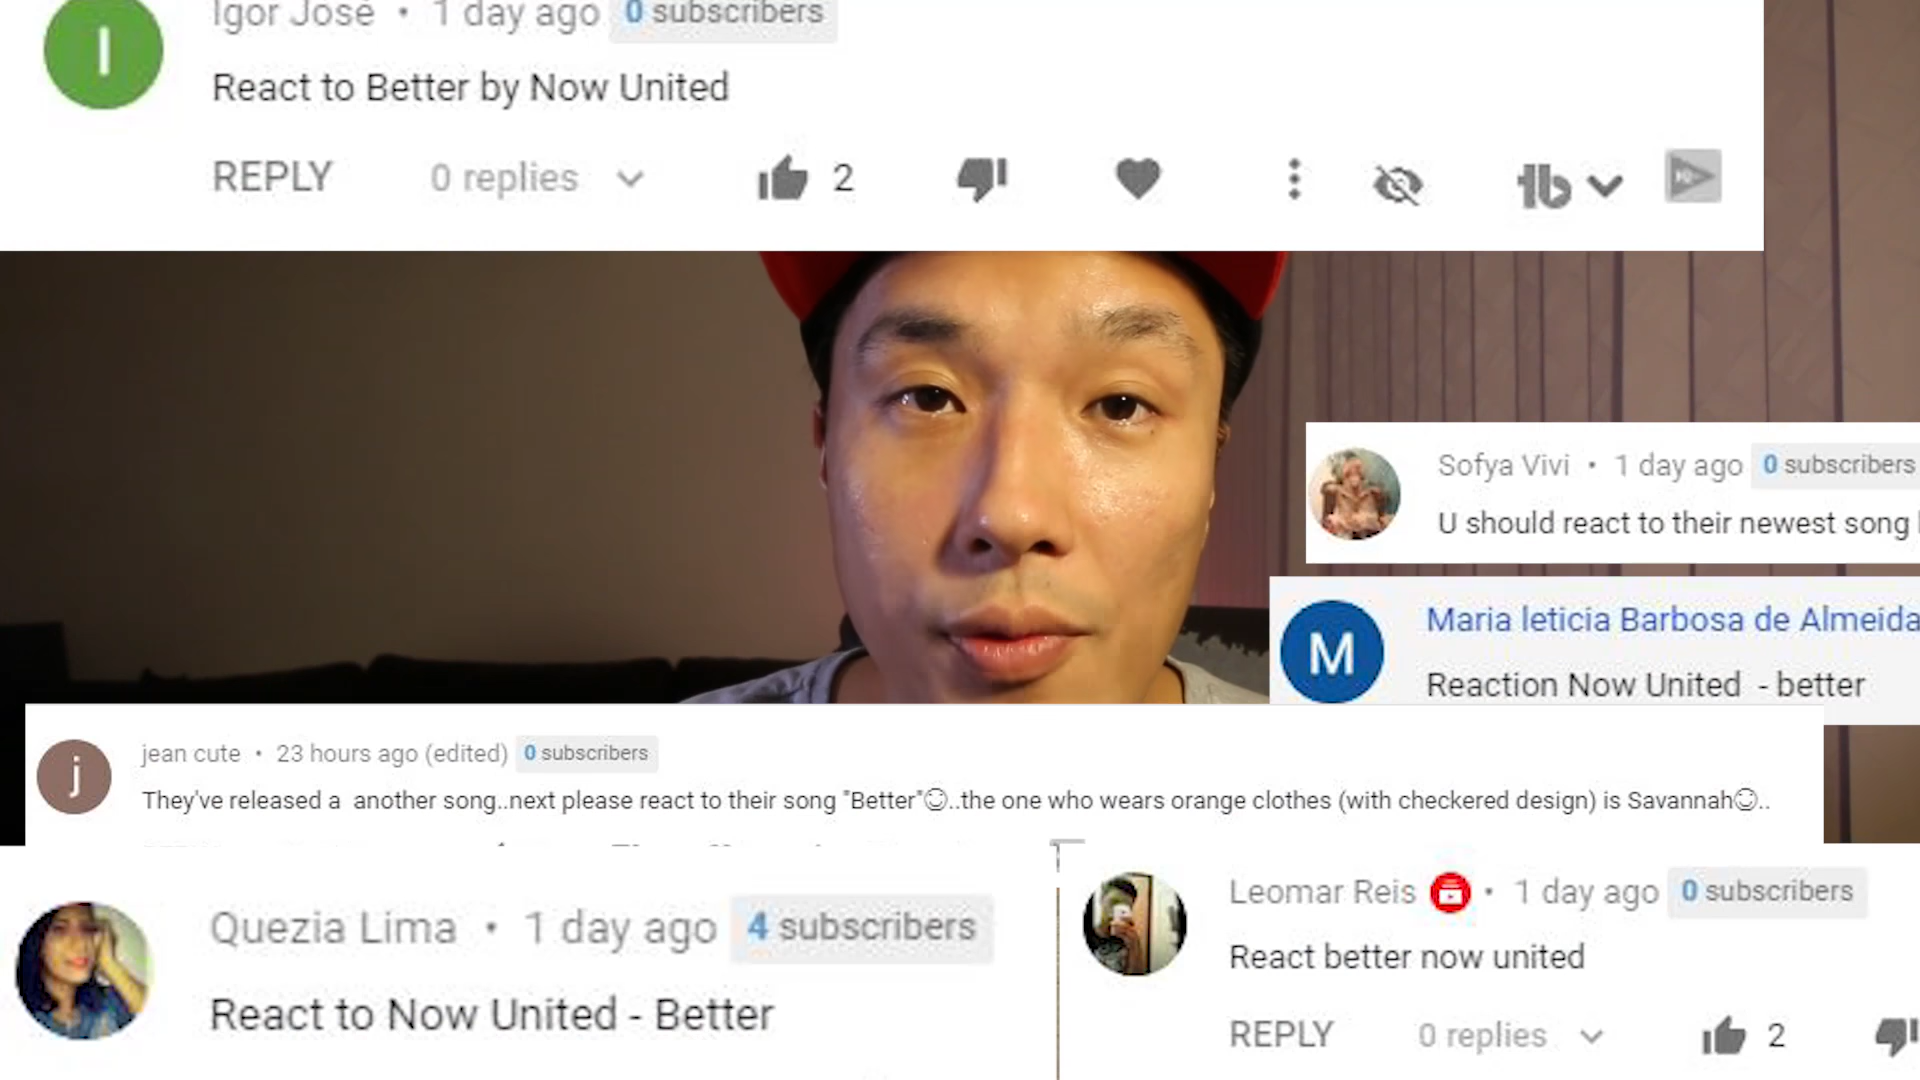 I
Igor José • 1 day ago 0 subscribers
React to Better by Now United
REPLY 0 replies 2
Sofya Vivi • 1 day ago 0 subscribers
U should react to their newest song
M
Maria leticia Barbosa de Almeida
Reaction Now United - better
j
jean cute • 23 hours ago (edited) 0 subscribers
They've released a another song..next please react to their song "Better"☺..the one who wears orange clothes (with checkered design) is Savannah☺..
Quezia Lima • 1 day ago 4 subscribers
React to Now United - Better
Leomar Reis • 1 day ago 0 subscribers
React better now united
REPLY 0 replies 2